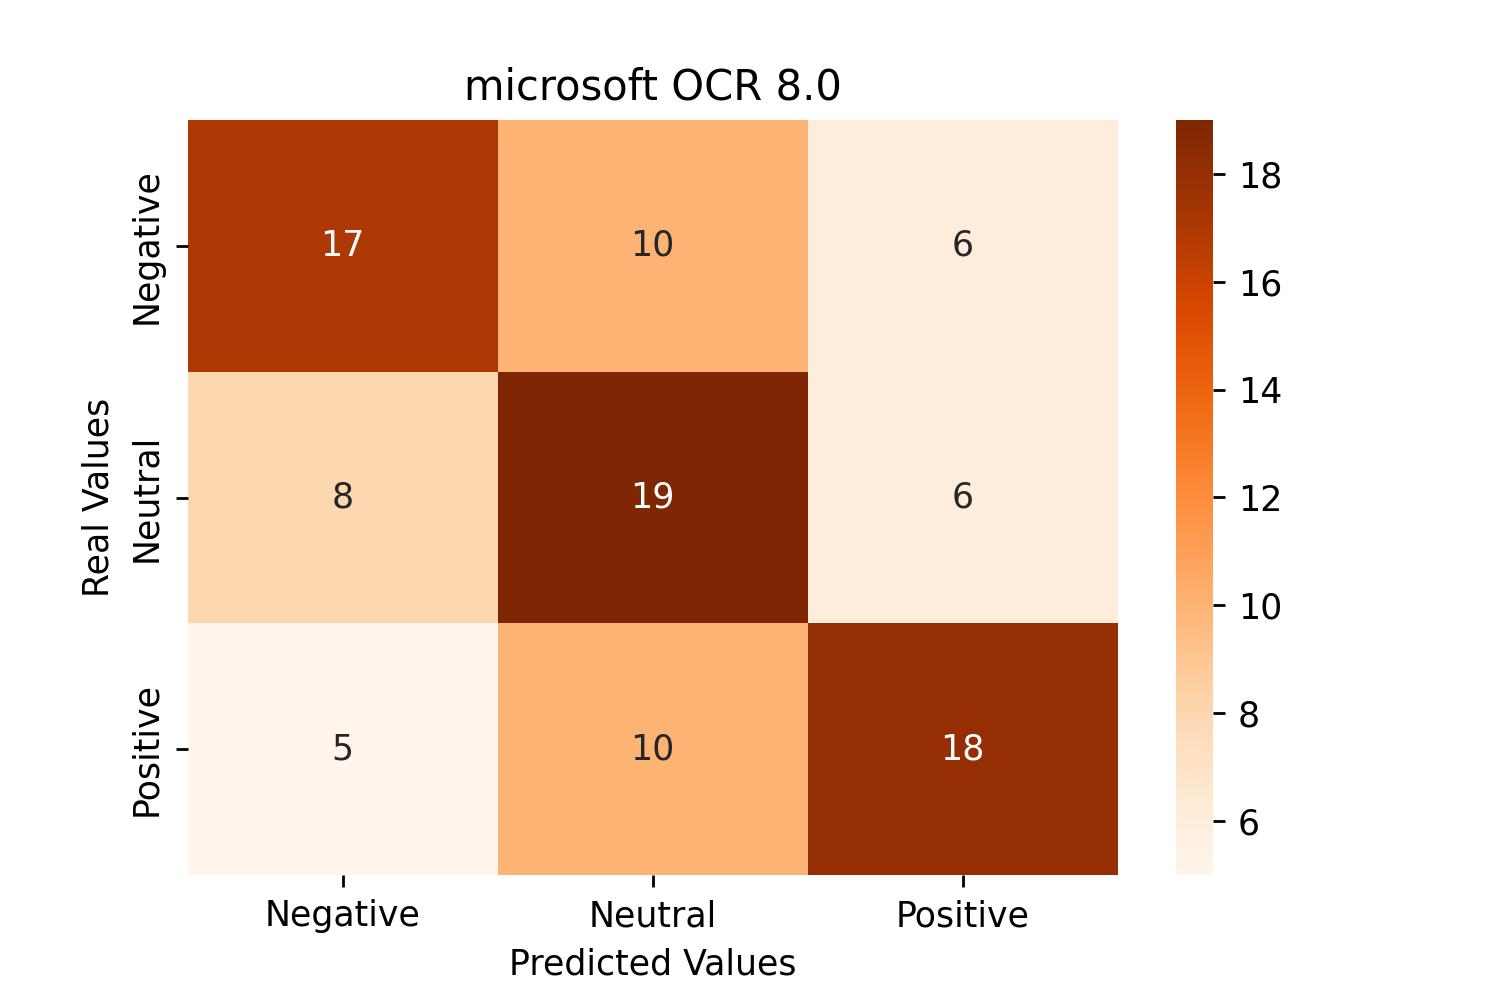 microsoft OCR 8.0
Real Values
Negative
17 10 6
Neutral
8 19 6
Positive
5 10 18
Negative Neutral Positive
Predicted Values
18
16
14
12
10
8
6